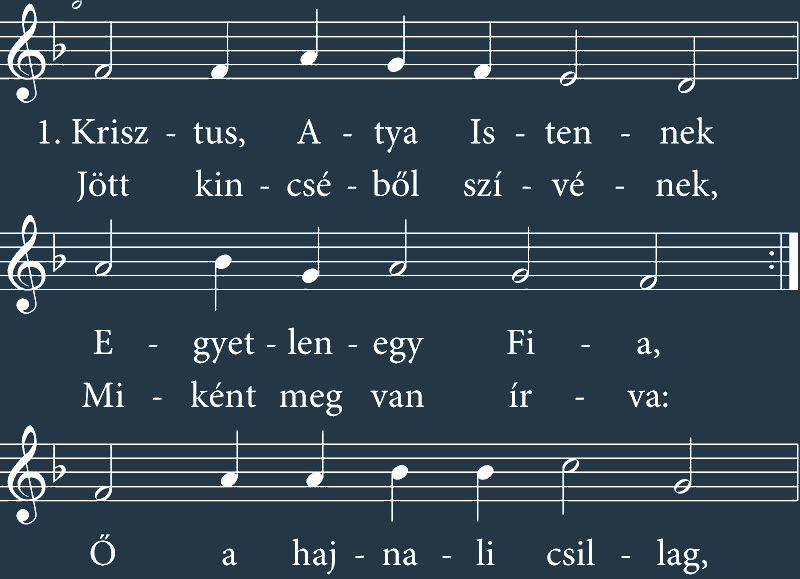 1. Krisz - tus, A - tya Is - ten - nek
Jött kin - csé - ből szí - vé - nek,
E - gyet - len - egy Fi - a,
Mi - ként meg van ír - va:
Ő a haj - na - li csil - lag,